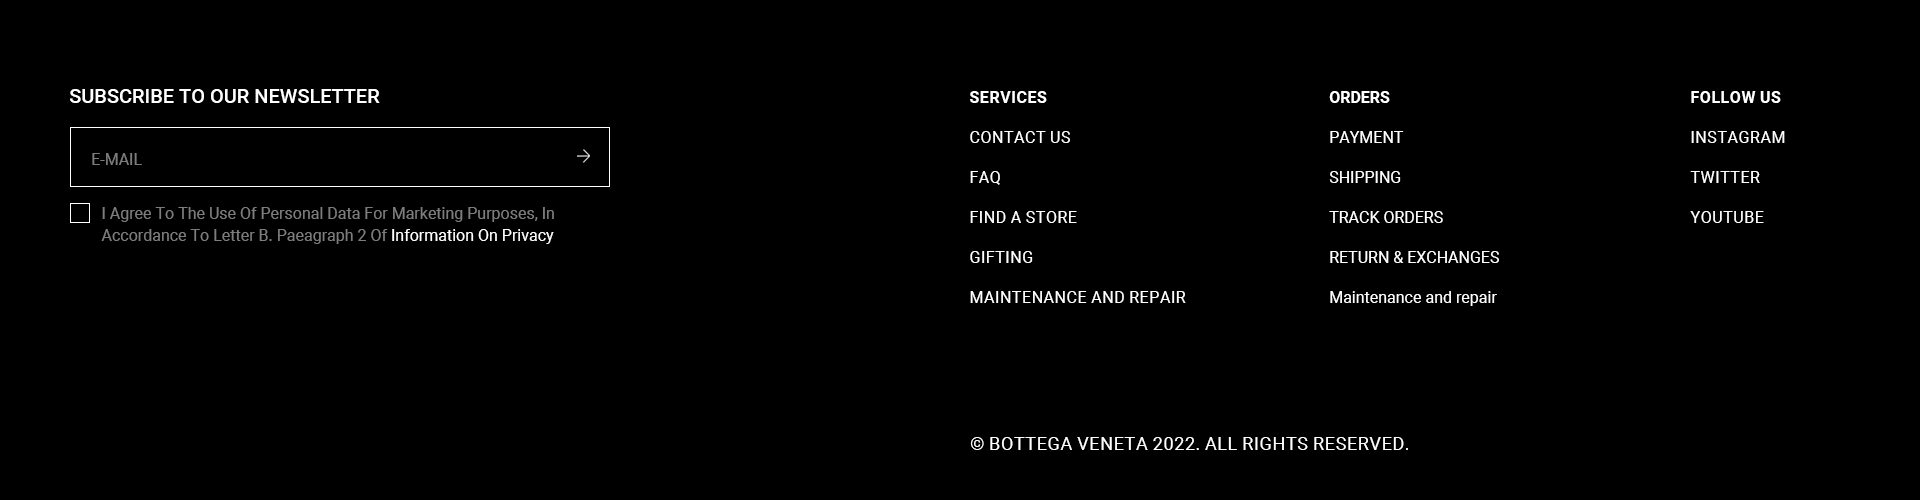 SUBSCRIBE TO OUR NEWSLETTER
E-MAIL
I Agree To The Use Of Personal Data For Marketing Purposes, In
Accordance To Letter B. Paeagraph 2 Of Information On Privacy
SERVICES
CONTACT US
FAQ
FIND A STORE
GIFTING
MAINTENANCE AND REPAIR
ORDERS
PAYMENT
SHIPPING
TRACK ORDERS
RETURN & EXCHANGES
Maintenance and repair
FOLLOW US
INSTAGRAM
TWITTER
YOUTUBE
© BOTTEGA VENETA 2022. ALL RIGHTS RESERVED.